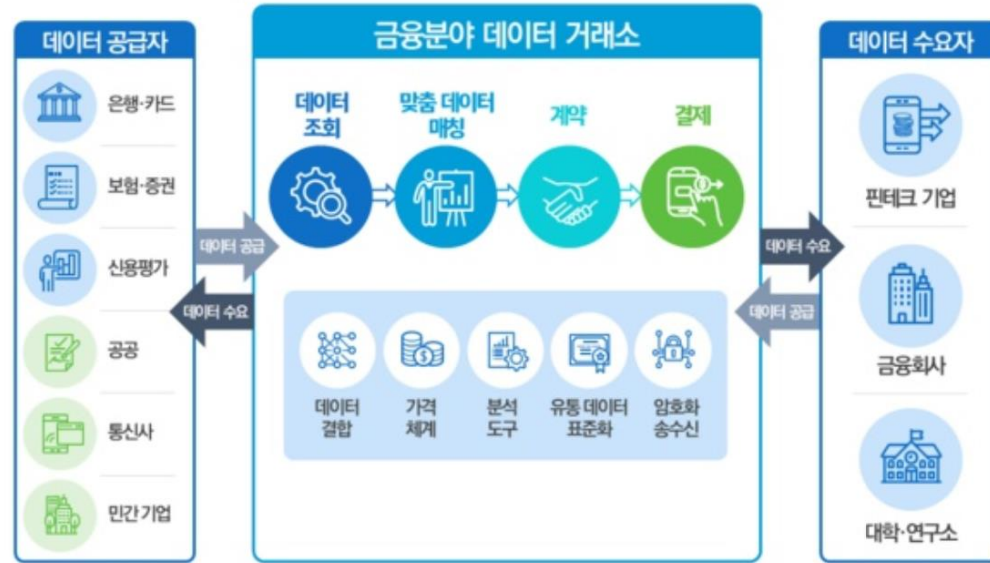 데이터 공급자
은행·카드
보험·증권
신용평가
공공
통신사
민간 기업
데이터 공급
데이터 수요
금융분야 데이터 거래소
데이터
조회
맞춤 데이터
매칭
계약
결제
데이터
결합
가격
체계
분석
도구
유통 데이터
표준화
암호화
송수신
데이터 수요
데이터 공급
데이터 수요자
핀테크 기업
금융회사
대학·연구소